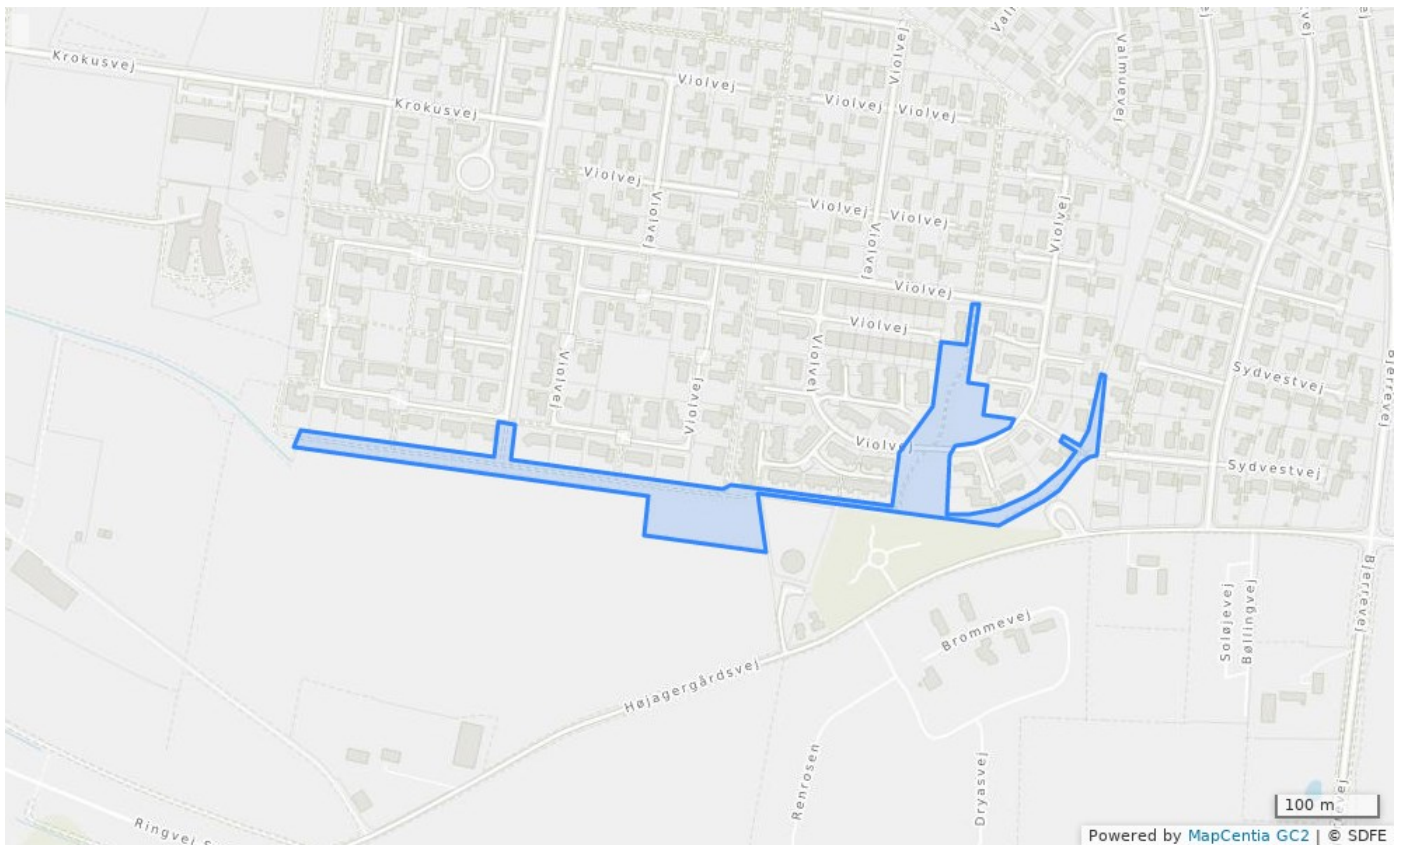 Krokusvej
Krokusvej
Violvej
Violvej
Violvej
Violvej
Valmuevej
Violvej
Violvej
Violvej
Violvej
Violvej
Violvej
Violvej
Violvej
Violvej
Violvej
Violvej
Violvej
Violvej
Sydvestvej
Sydvestvej
Bjerrevej
Bjerrevej
Højagergårdsvej
Brommevej
Soløjevej
Bøllingvej
Renrosen
Dryasvej
Ringvej S
100 m
Powered by MapCentia GC2 | © SDFE